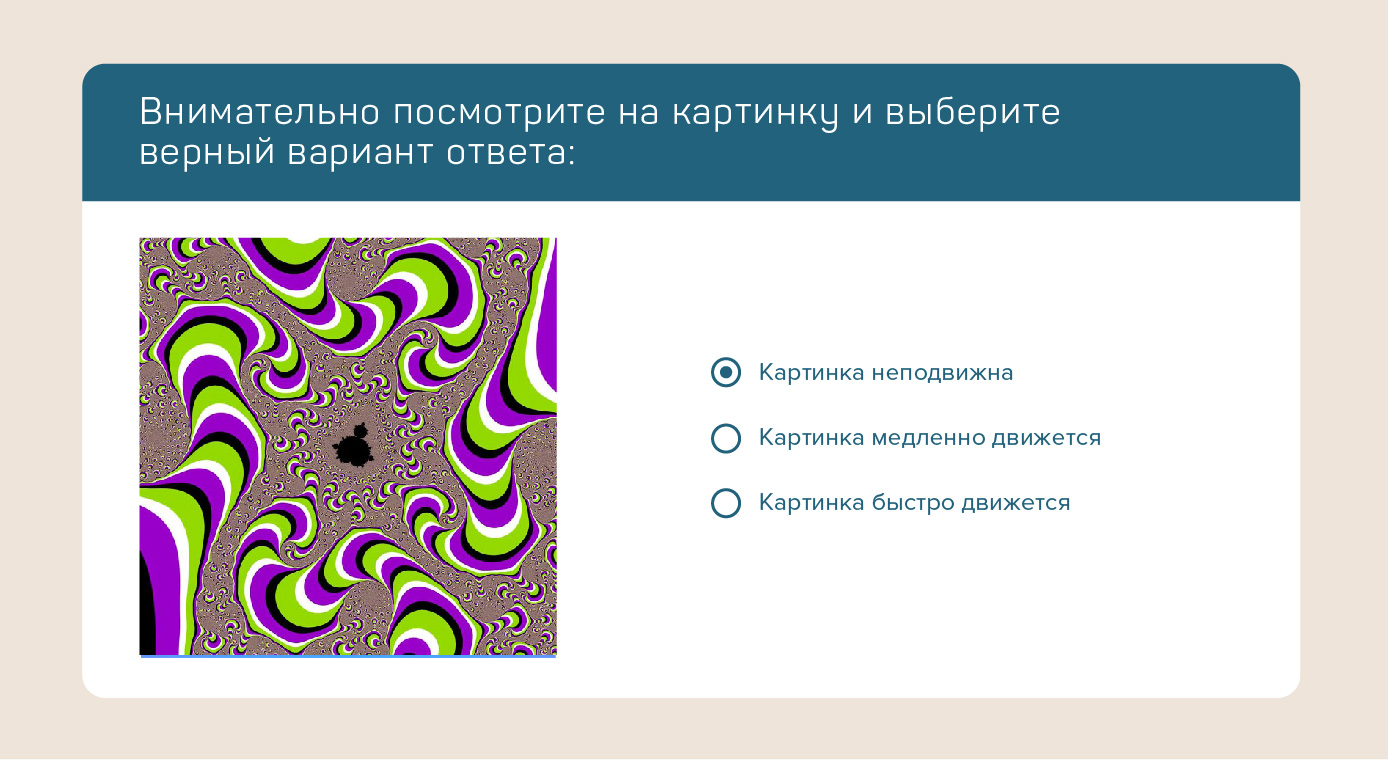 Внимательно посмотрите на картинку и выберите
верный вариант ответа:
Картинка неподвижна
Картинка медленно движется
Картинка быстро движется